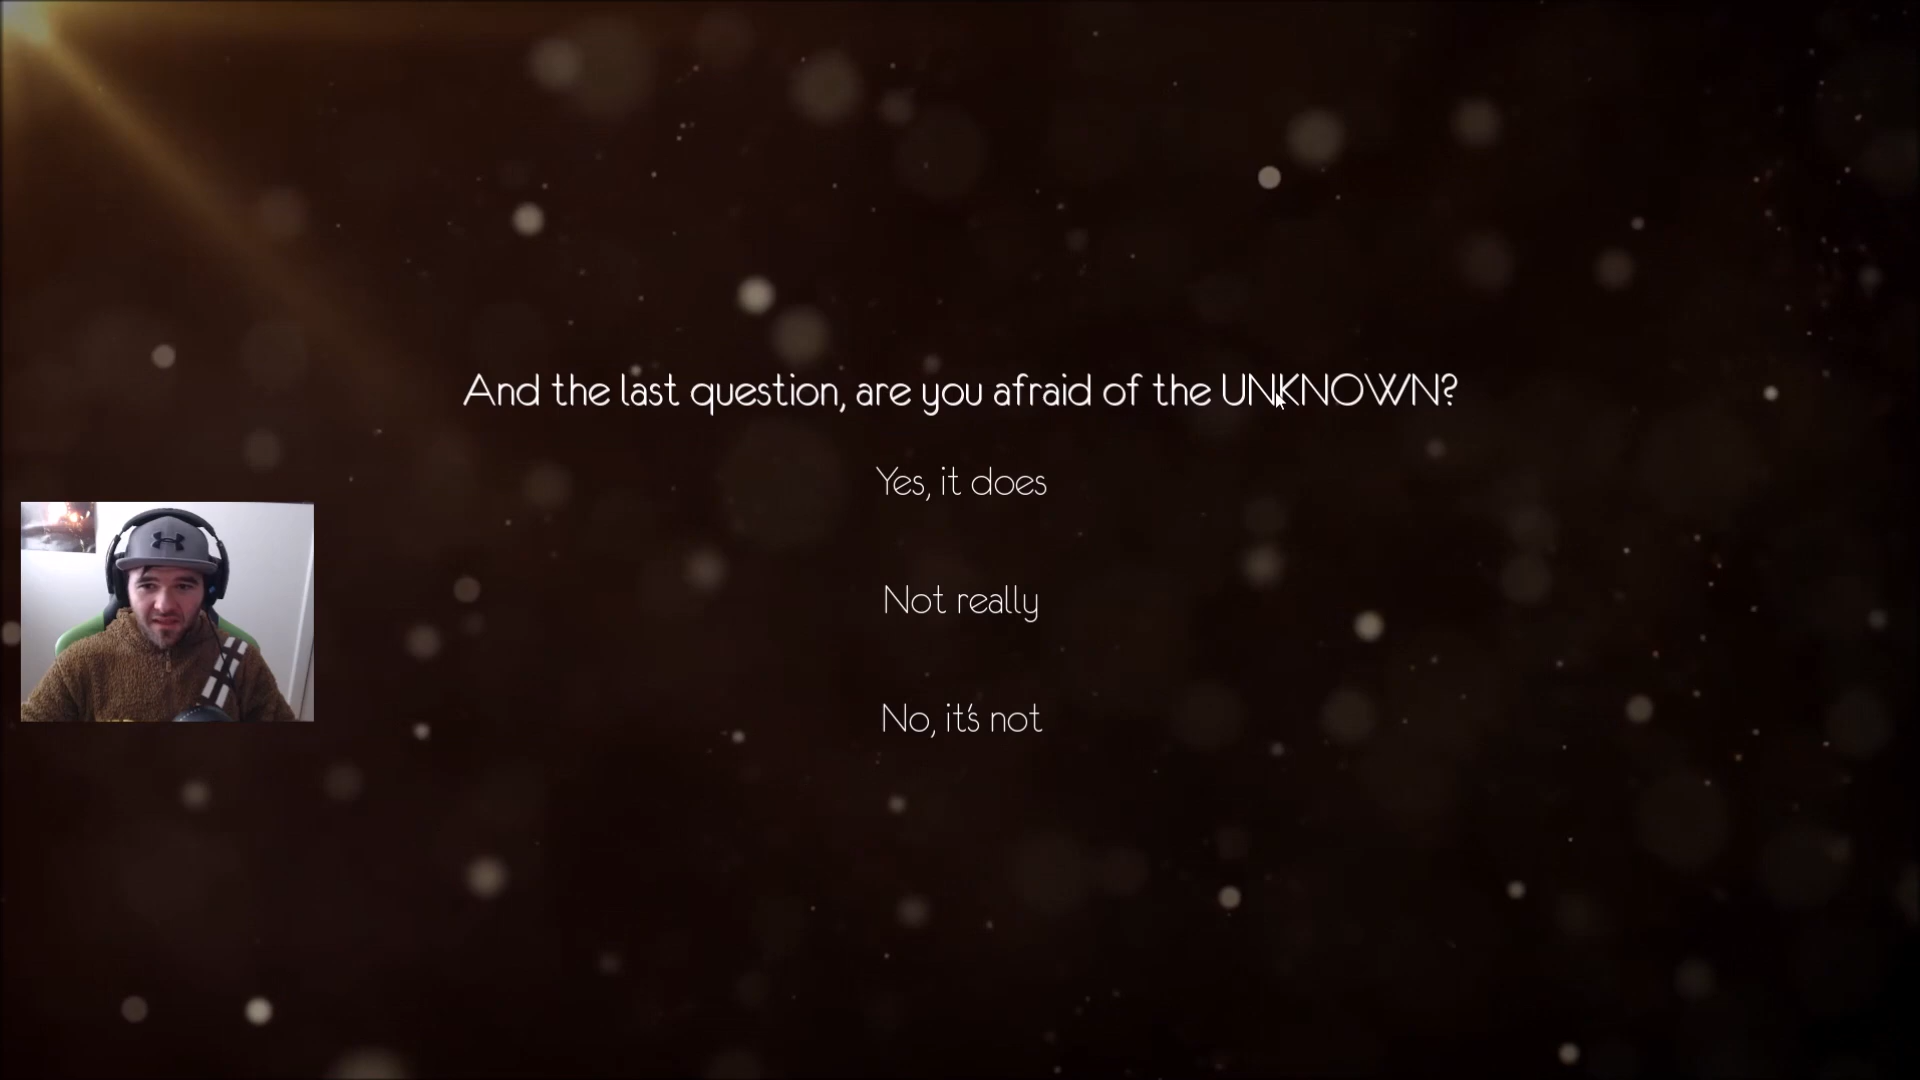 And the last question, are you afraid of the UNKNOWN?
Yes, it does
Not really
No, it's not